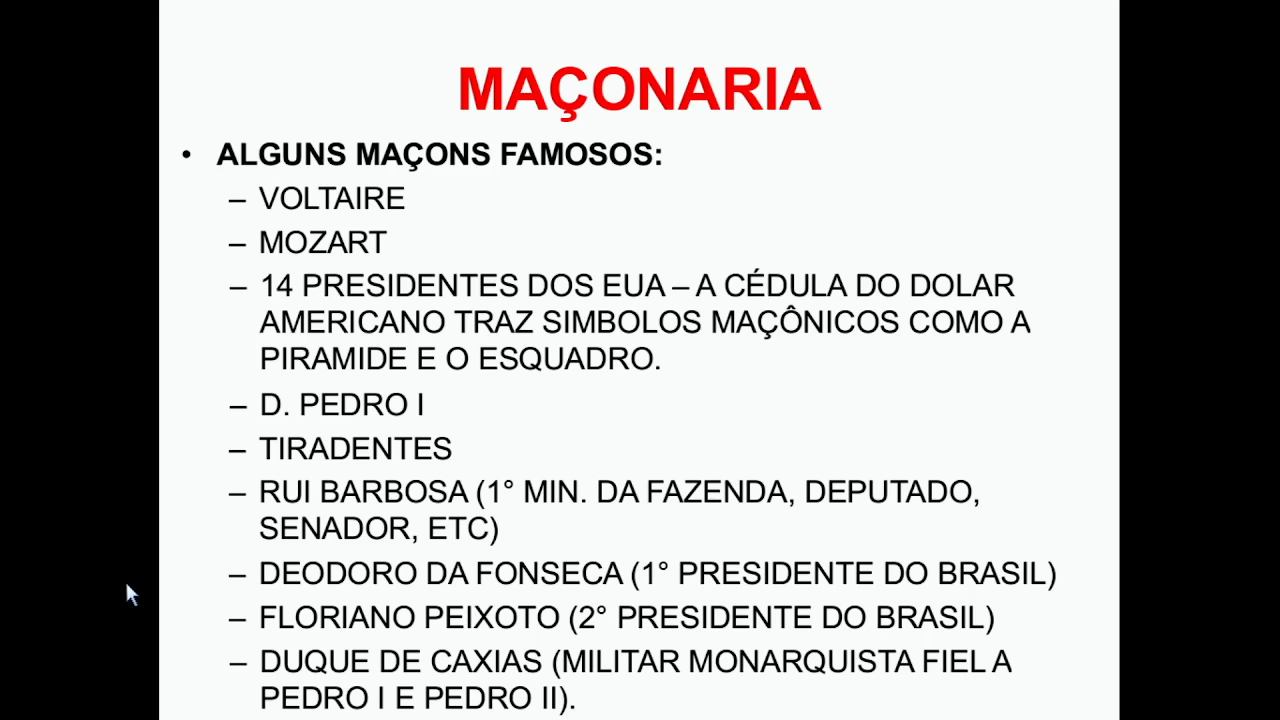 MAÇONARIA
• ALGUNS MAÇONS FAMOSOS:
– VOLTAIRE
– MOZART
– 14 PRESIDENTES DOS EUA – A CÉDULA DO DOLAR
AMERICANO TRAZ SIMBOLOS MAÇÔNICOS COMO A
PIRAMIDE E O ESQUADRO.
– D. PEDRO I
– TIRADENTES
– RUI BARBOSA (1° MIN. DA FAZENDA, DEPUTADO,
SENADOR, ETC)
– DEODORO DA FONSECA (1° PRESIDENTE DO BRASIL)
– FLORIANO PEIXOTO (2° PRESIDENTE DO BRASIL)
– DUQUE DE CAXIAS (MILITAR MONARQUISTA FIEL A
PEDRO I E PEDRO II).